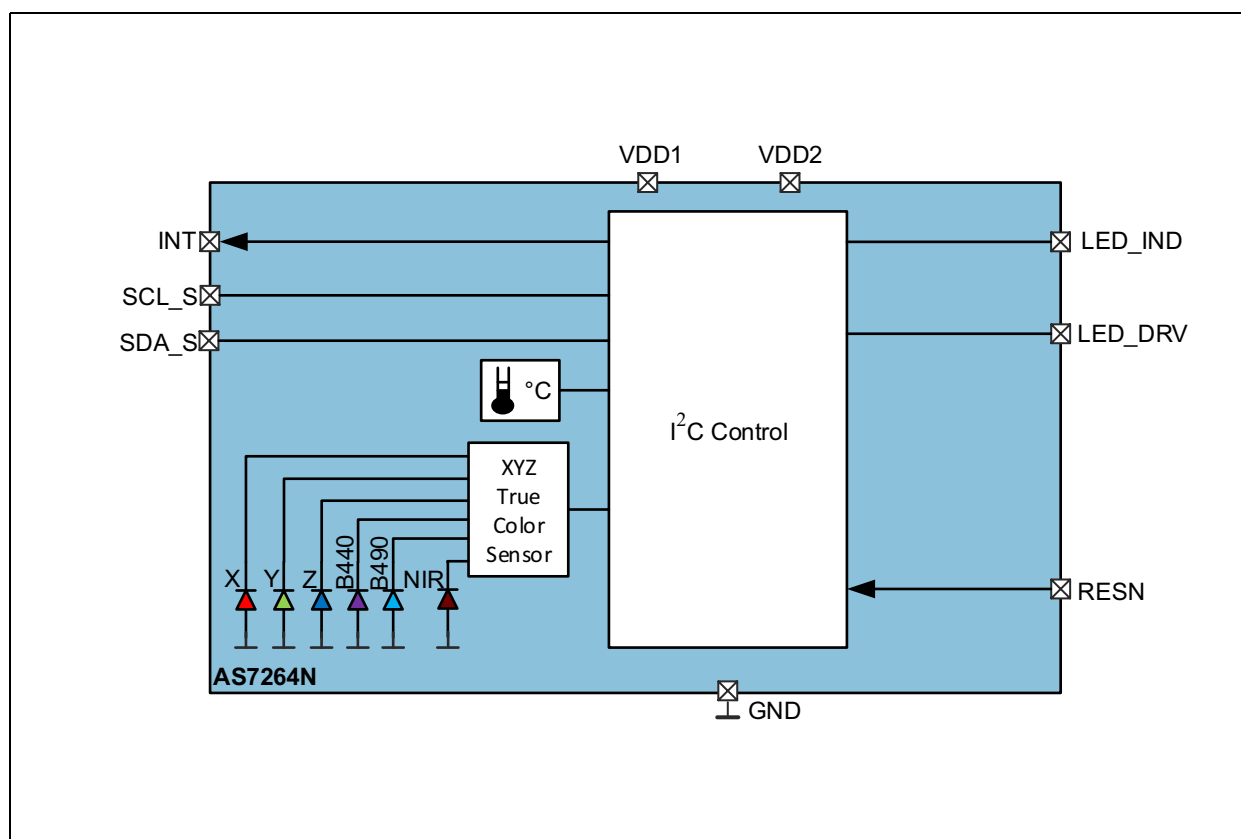 VDD1
VDD2
INT
LED_IND
SCL_S
SDA_S
LED_DRV
°C
I²C Control
XYZ
True
Color
Sensor
X
Y
Z
B440
B490
NIR
RESN
AS7264N
GND